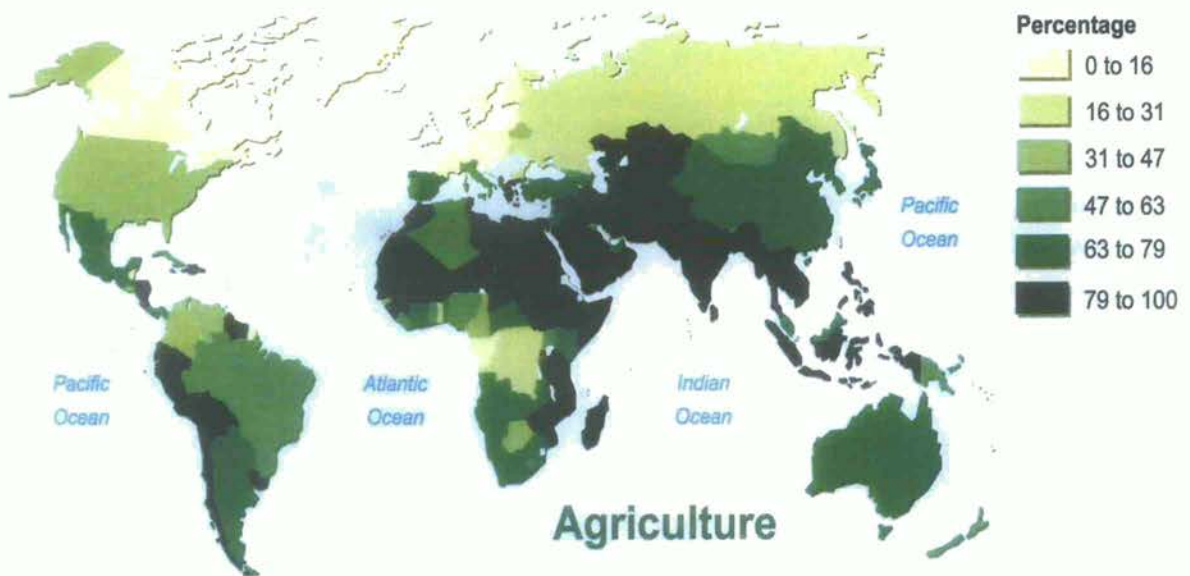 Percentage
0 to 16
16 to 31
31 to 47
47 to 63
63 to 79
79 to 100
Pacific
Ocean
Pacific
Ocean
Atlantic
Ocean
Indian
Ocean
Agriculture